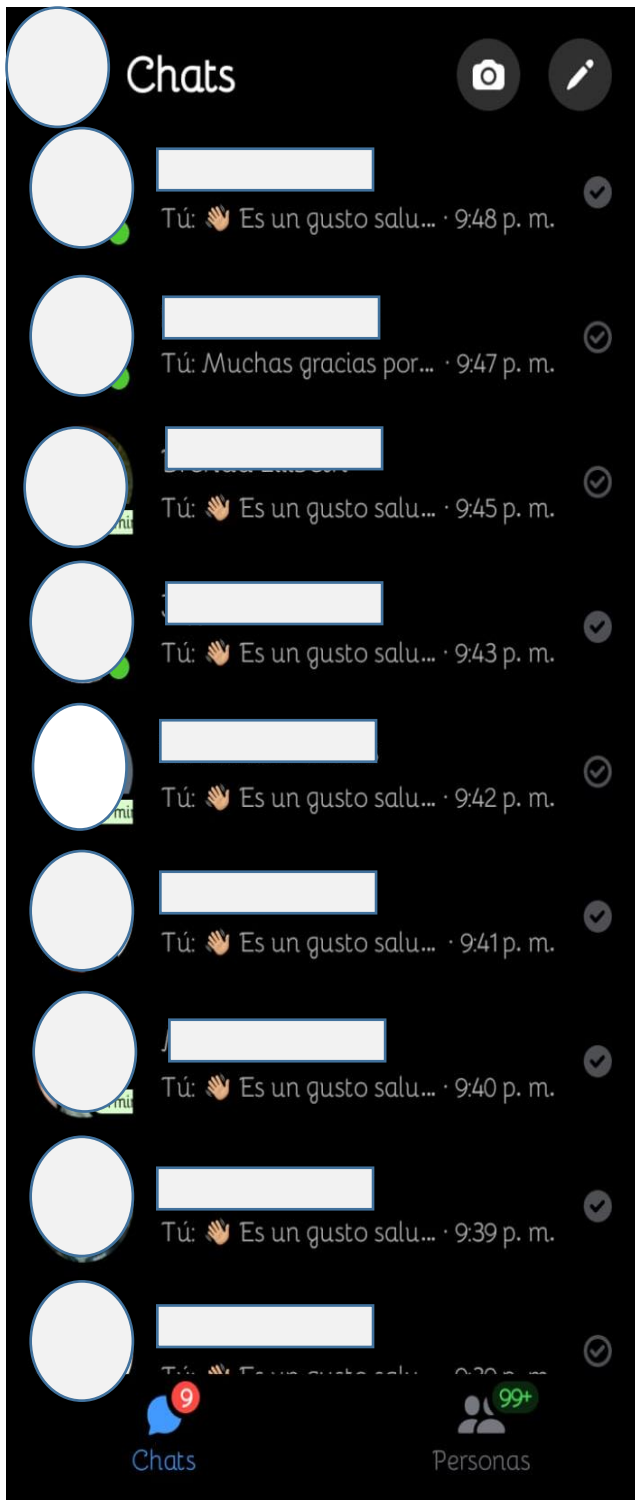 Chats
Tú: 👋🏼 Es un gusto salu... · 9:48 p. m.
Tú: Muchas gracias por... · 9:47 p. m.
Tú: 👋🏼 Es un gusto salu... · 9:45 p. m.
Tú: 👋🏼 Es un gusto salu... · 9:43 p. m.
Tú: 👋🏼 Es un gusto salu... · 9:42 p. m.
Tú: 👋🏼 Es un gusto salu... · 9:41 p. m.
Tú: 👋🏼 Es un gusto salu... · 9:40 p. m.
Tú: 👋🏼 Es un gusto salu... · 9:39 p. m.
9 99+
Chats Personas